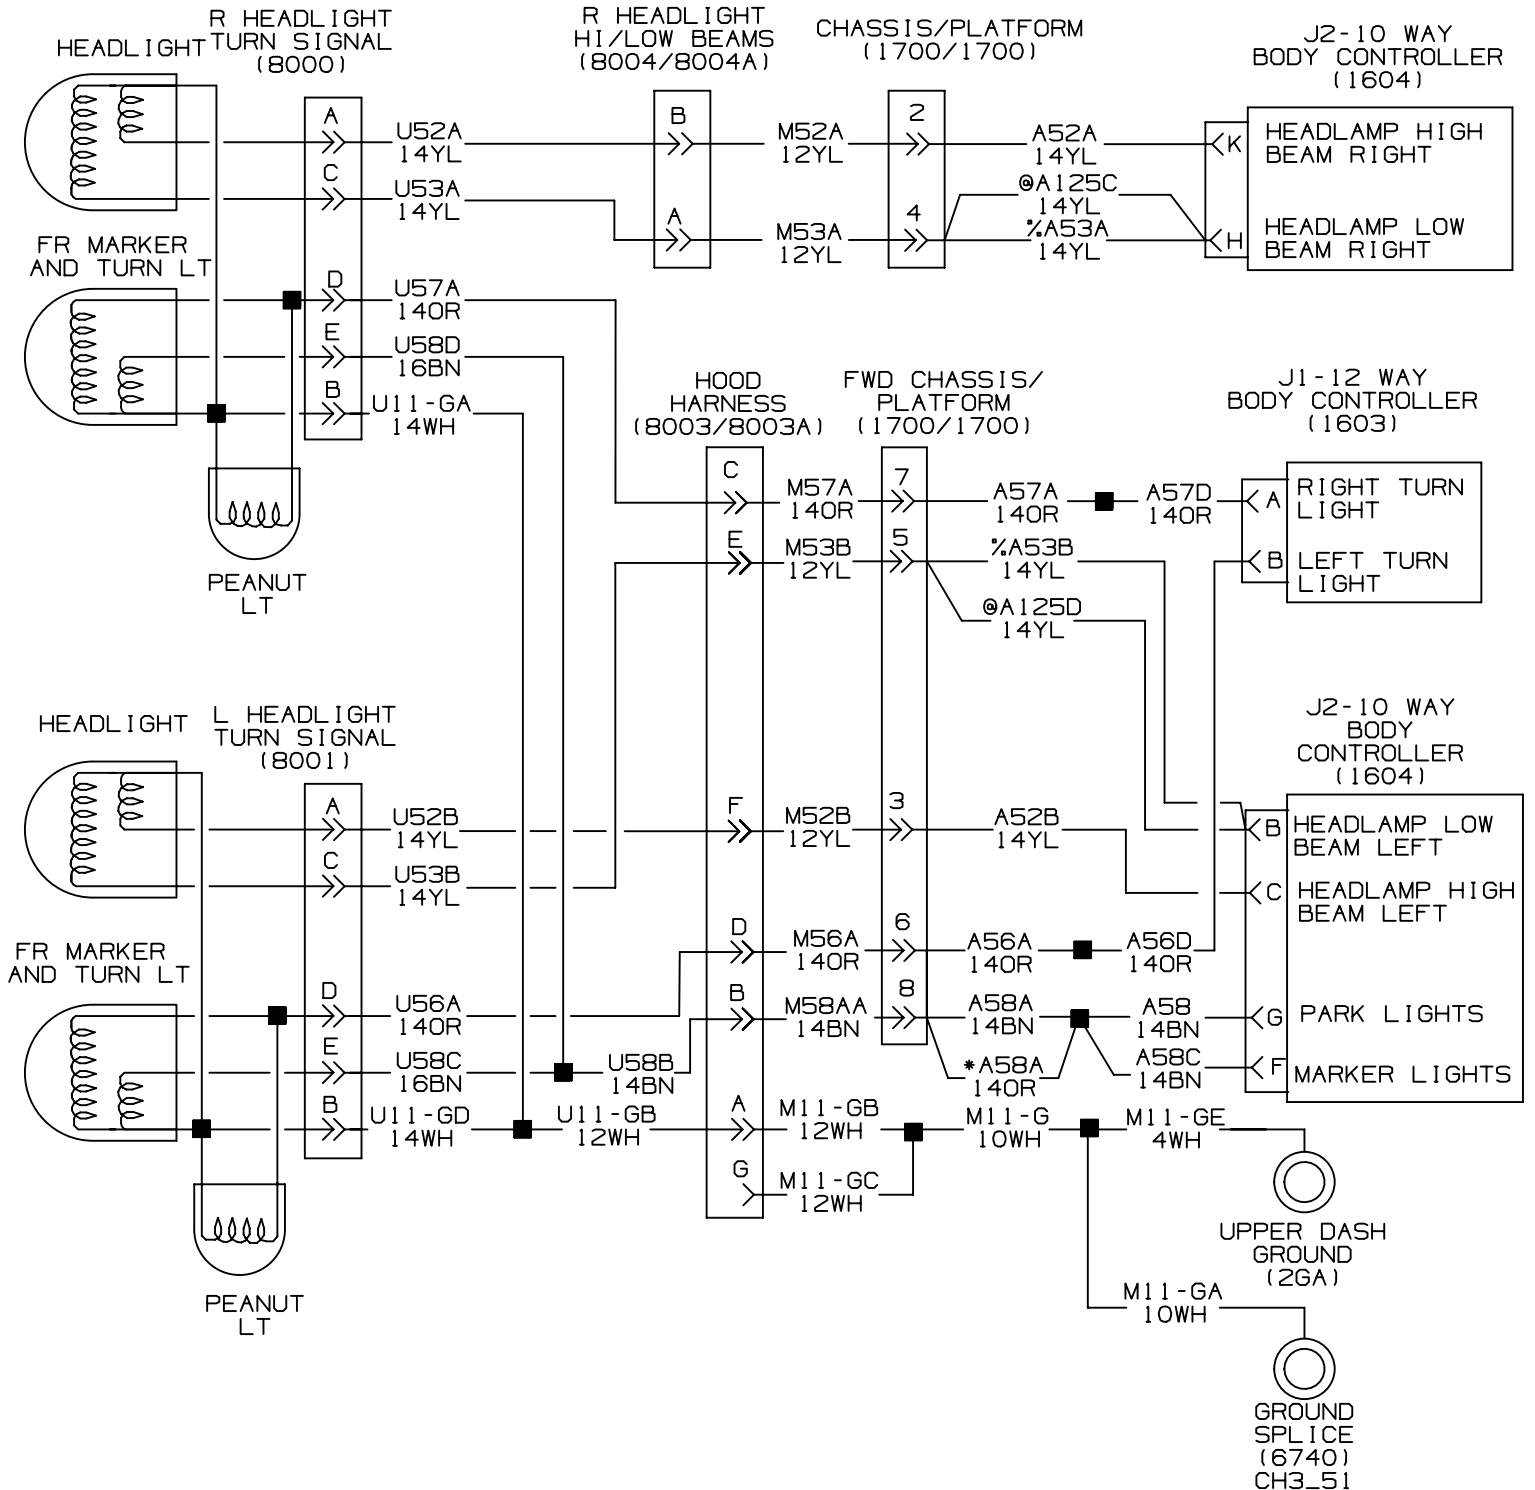 R HEADLIGHT
TURN SIGNAL
(8000)
HEADLIGHT
R HEADLIGHT
HI/LOW BEAMS
(8004/8004A)
CHASSIS/PLATFORM
(1700/1700)
J2-10 WAY
BODY CONTROLLER
(1604)
A
U52A
14YL
B
M52A
12YL
2
A52A
14YL
K
HEADLAMP HIGH
BEAM RIGHT
C
U53A
14YL
A
M53A
12YL
4
@A125C
14YL
%A53A
14YL
H
HEADLAMP LOW
BEAM RIGHT
FR MARKER
AND TURN LT
D
U57A
14OR
E
U58D
16BN
B
U11-GA
14WH
PEANUT
LT
HOOD
HARNESS
(8003/8003A)
FWD CHASSIS/
PLATFORM
(1700/1700)
J1-12 WAY
BODY CONTROLLER
(1603)
C
M57A
14OR
7
A57A
14OR
A57D
14OR
A
RIGHT TURN
LIGHT
E
M53B
12YL
5
%A53B
14YL
@A125D
14YL
B
LEFT TURN
LIGHT
HEADLIGHT
L HEADLIGHT
TURN SIGNAL
(8001)
J2-10 WAY
BODY
CONTROLLER
(1604)
A
U52B
14YL
F
M52B
12YL
3
A52B
14YL
B
HEADLAMP LOW
BEAM LEFT
C
U53B
14YL
C
HEADLAMP HIGH
BEAM LEFT
FR MARKER
AND TURN LT
D
M56A
14OR
6
A56A
14OR
A56D
14OR
D
U56A
14OR
B
M58AA
14BN
8
A58A
14BN
A58
14BN
G
PARK LIGHTS
E
U58C
16BN
U58B
14BN
*A58A
14OR
A58C
14BN
F
MARKER LIGHTS
B
U11-GD
14WH
U11-GB
12WH
A
M11-GB
12WH
M11-G
10WH
M11-GE
4WH
G
M11-GC
12WH
UPPER DASH
GROUND
(2GA)
PEANUT
LT
M11-GA
10WH
GROUND
SPLICE
(6740)
CH3_51